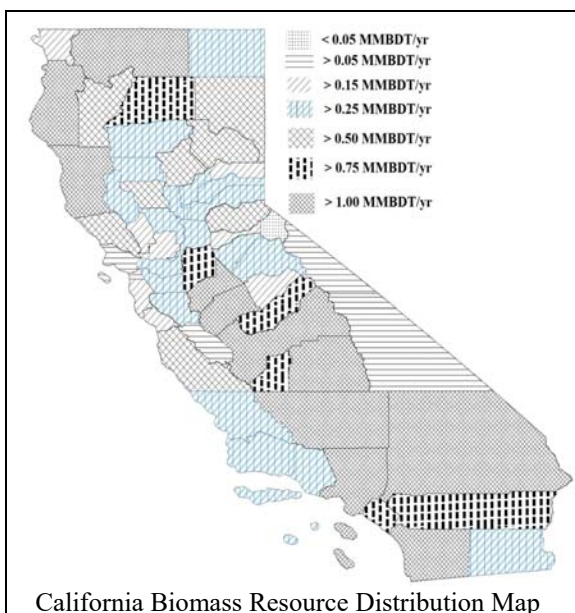 < 0.05 MMBDT/yr
> 0.05 MMBDT/yr
> 0.15 MMBDT/yr
> 0.25 MMBDT/yr
> 0.50 MMBDT/yr
> 0.75 MMBDT/yr
> 1.00 MMBDT/yr
California Biomass Resource Distribution Map